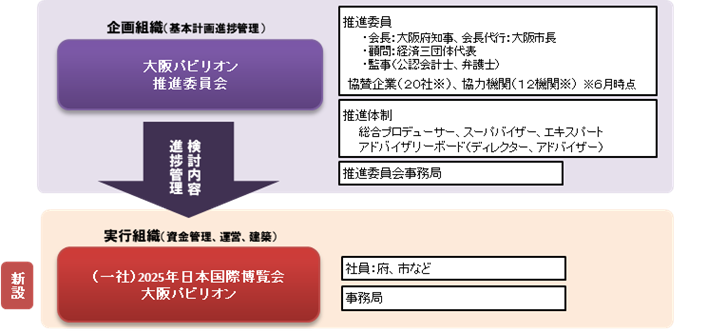 企画組織(基本計画進捗管理)
大阪パビリオン
推進委員会
推進委員
・会長:大阪府知事、会長代行:大阪市長
・顧問:経済三団体代表
・監事(公認会計士、弁護士)
協賛企業(20社※)、協力機関(12機関※) ※6月時点
推進体制
総合プロデューサー、スーパバイザー、エキスパート
アドバイザリーボード(ディレクター、アドバイザー)
推進委員会事務局
検討内容
進捗管理
実行組織(資金管理、運営、建築)
新設
(一社)2025年日本国際博覧会
大阪パビリオン
社員:府、市など
事務局